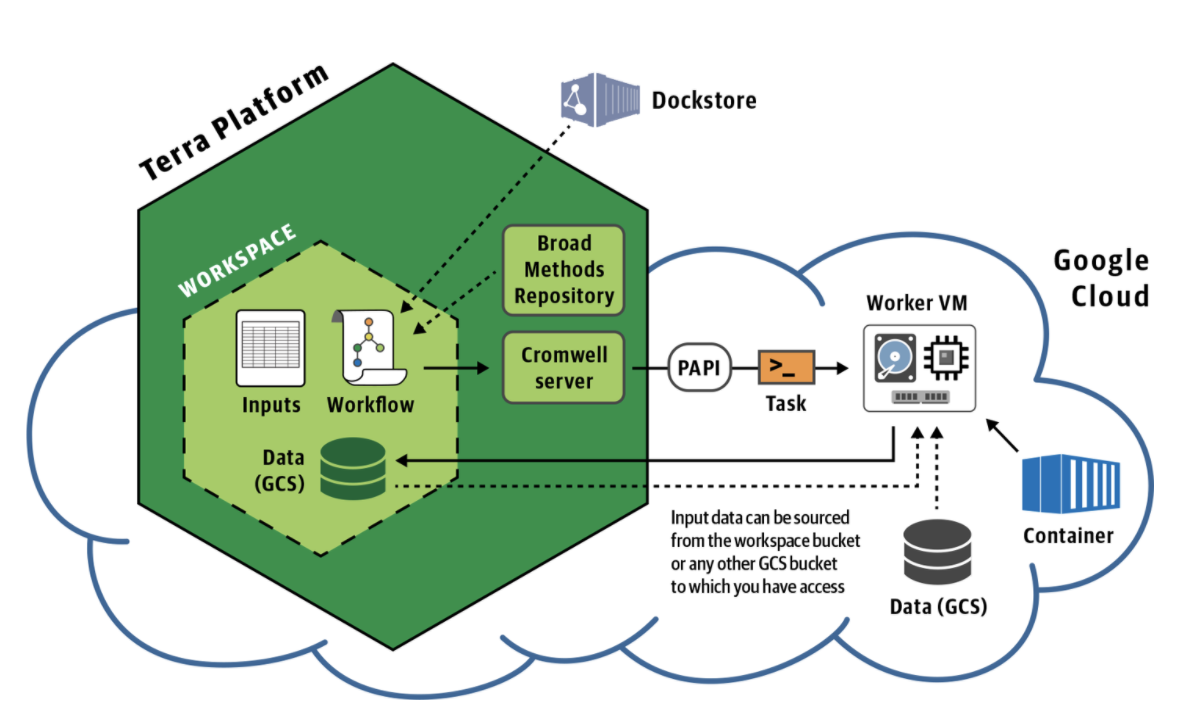 Terra Platform
Dockstore
WORKSPACE
Broad
Methods
Repository
Google
Cloud
Worker VM
Inputs
Workflow
Cromwell
server
PAPI
>_
Task
Data
(GCS)
Input data can be sourced
from the workspace bucket
or any other GCS bucket
to which you have access
Container
Data (GCS)